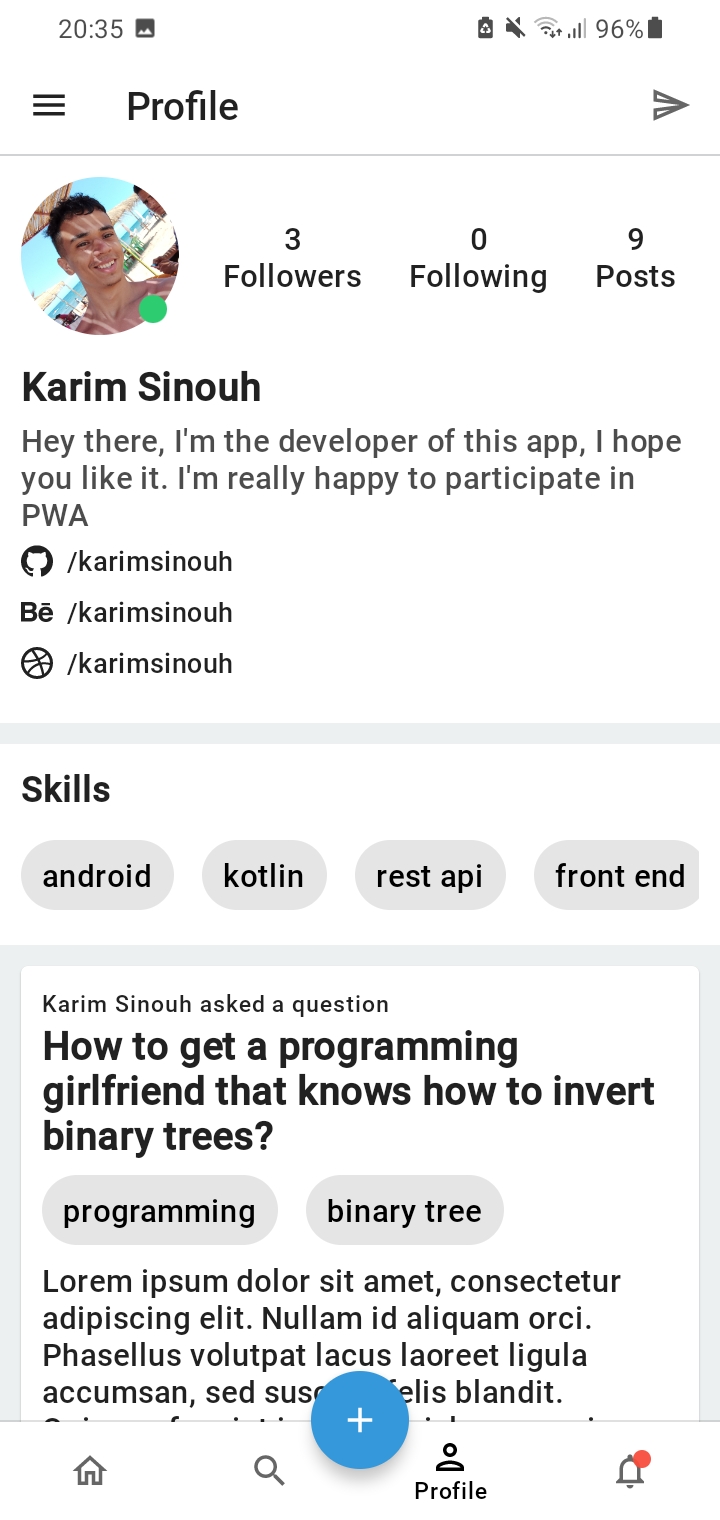 20:35 96%
Profile
3 0 9
Followers Following Posts
Karim Sinouh
Hey there, I'm the developer of this app, I hope
you like it. I'm really happy to participate in
PWA
/karimsinouh
Bē /karimsinouh
/karimsinouh
Skills
android kotlin rest api front end
Karim Sinouh asked a question
How to get a programming
girlfriend that knows how to invert
binary trees?
programming binary tree
Lorem ipsum dolor sit amet, consectetur
adipiscing elit. Nullam id aliquam orci.
Phasellus volutpat lacus laoreet ligula
accumsan, sed felis blandit.
Profile